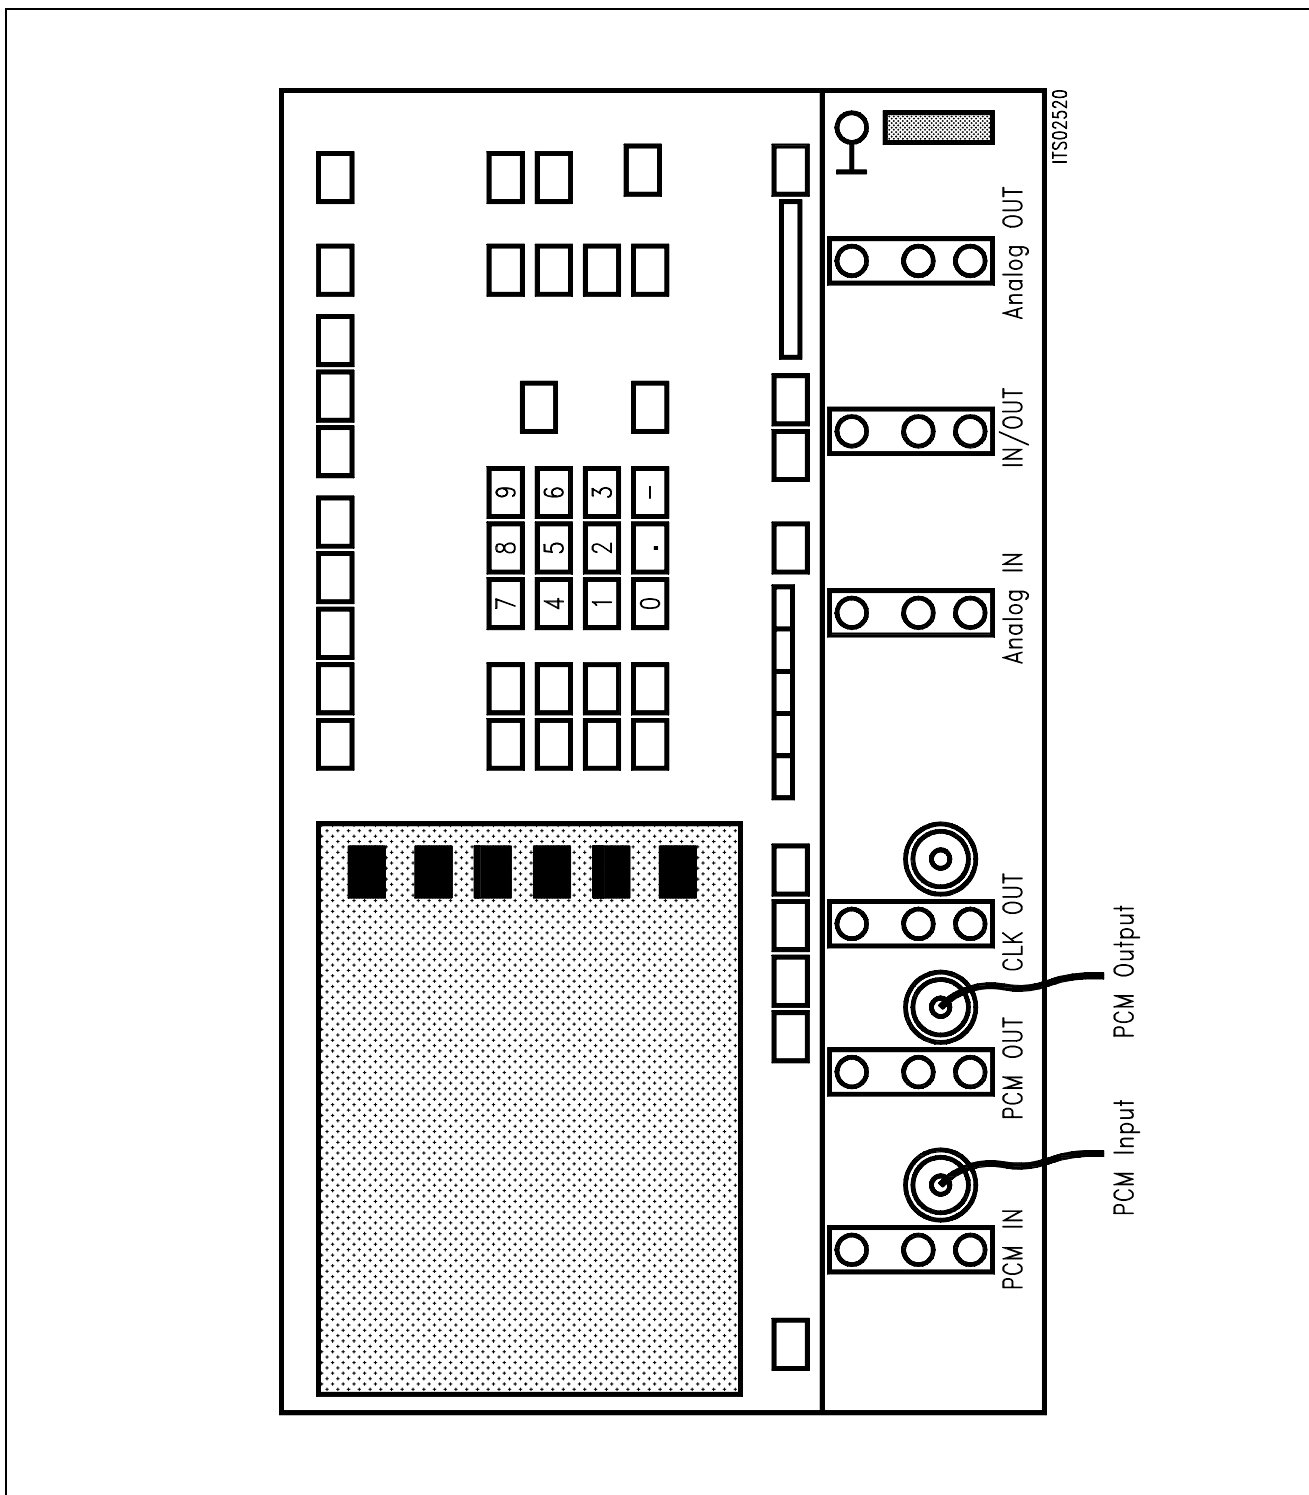 7 8 9
4 5 6
1 2 3
0 . -
PCM IN
PCM OUT
CLK OUT
Analog IN
IN/OUT
Analog OUT
PCM Input
PCM Output
ITS02520